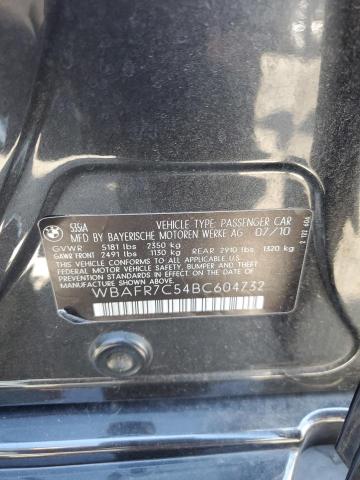 BMW
535iA VEHICLE TYPE: PASSENGER CAR
MFD BY BAYERISCHE MOTOREN WERKE AG 07/10
GVWR 5181 lbs 2350 kg
GAWR FRONT 2491 lbs 1130 kg REAR 2910 lbs 1320 kg
THIS VEHICLE CONFORMS TO ALL APPLICABLE U.S.
FEDERAL MOTOR VEHICLE SAFETY, BUMPER, AND THEFT
PREVENTION STANDARDS IN EFFECT ON THE DATE OF
MANUFACTURE SHOWN ABOVE.
WBAFR7C54BC604732